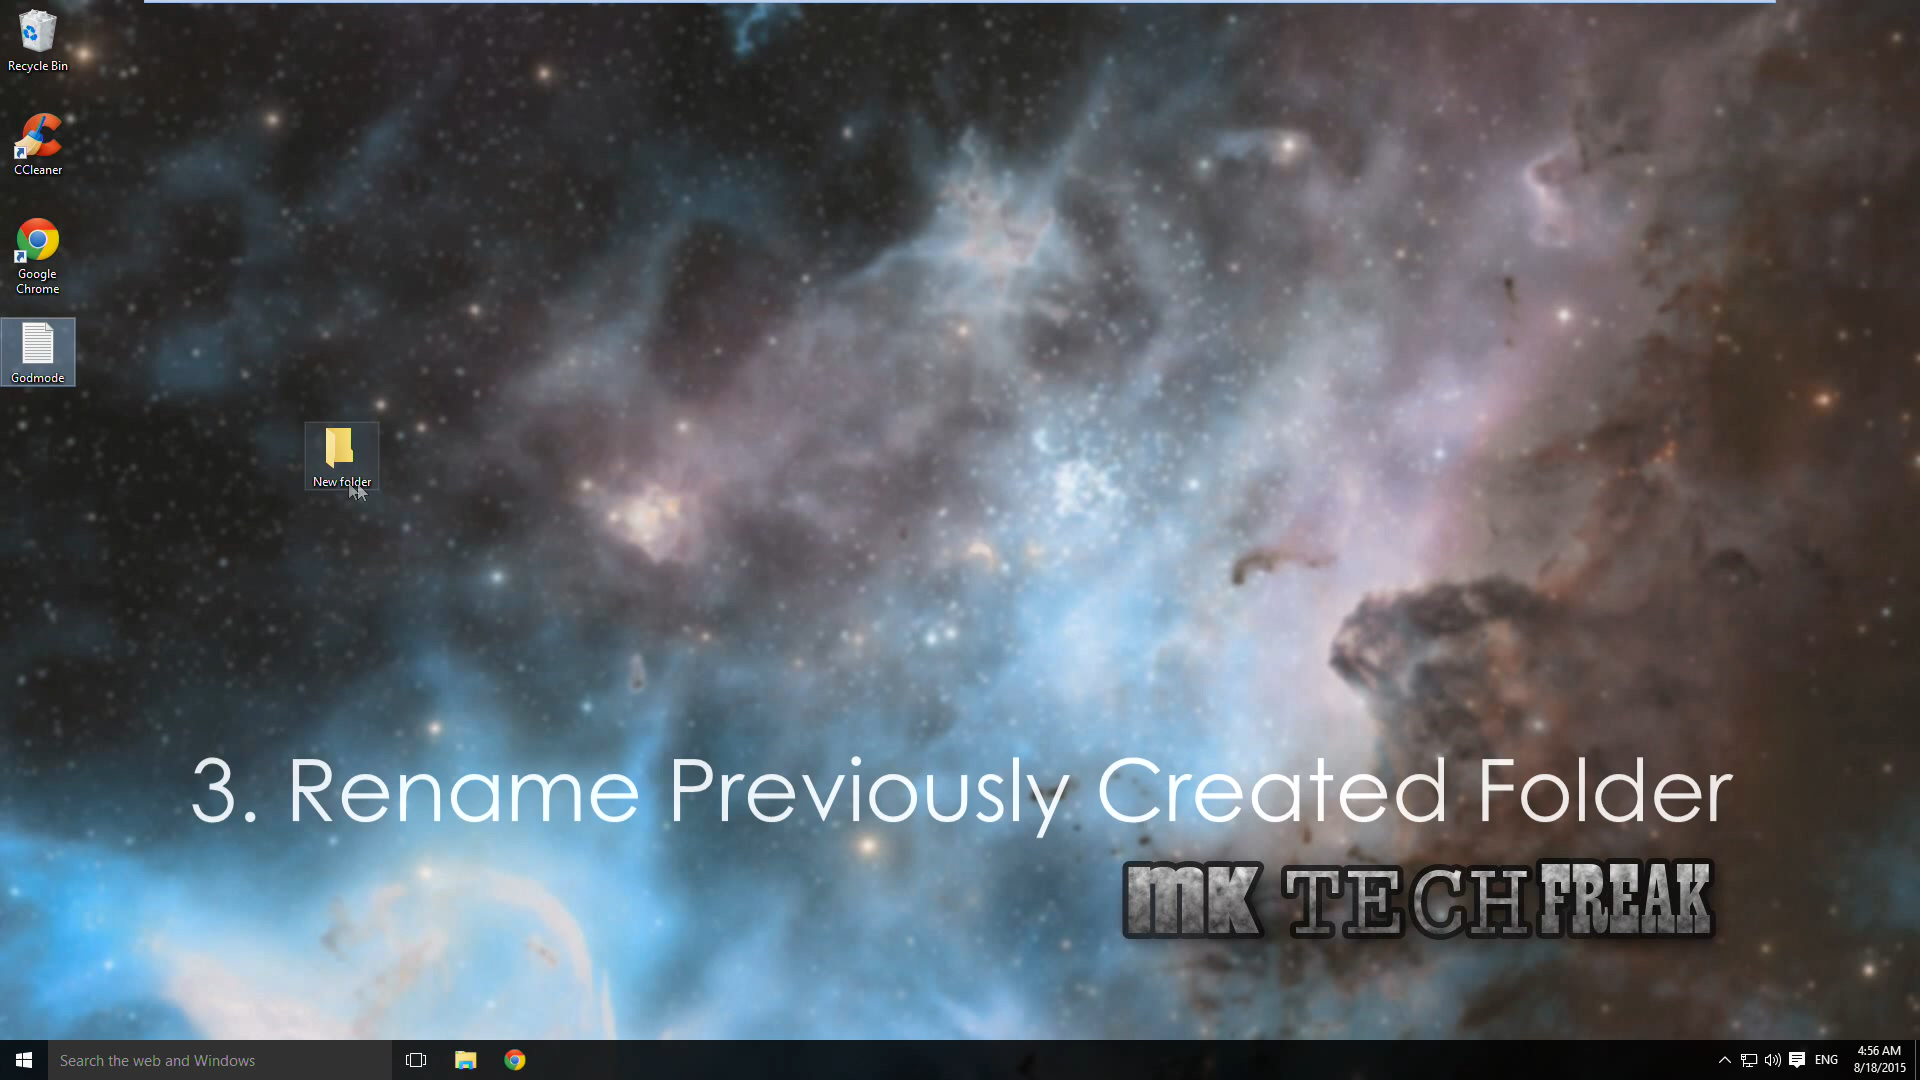 Recycle Bin
CCleaner
Google
Chrome
Godmode
New folder
3. Rename Previously Created Folder
MK TECH FREAK
Search the web and Windows
ENG
4:56 AM
8/18/2015